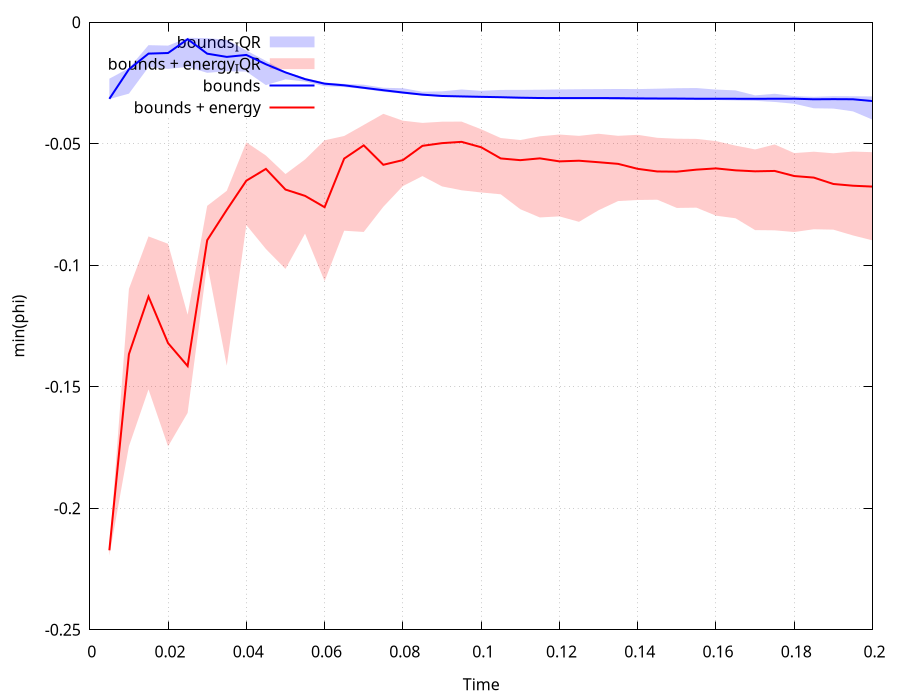 0
bounds_IQR
bounds + energy_IQR
bounds
bounds + energy
-0.05
-0.1
-0.15
-0.2
-0.25
min(phi)
0 0.02 0.04 0.06 0.08 0.1 0.12 0.14 0.16 0.18 0.2
Time